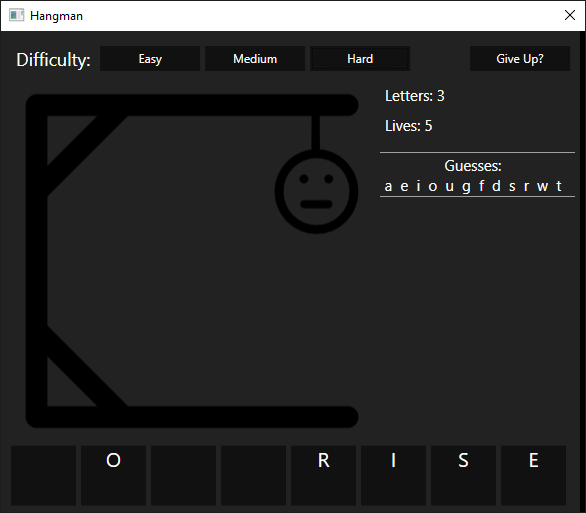 Hangman
Difficulty: Easy Medium Hard Give Up?
Letters: 3
Lives: 5
Guesses:
a e i o u g f d s r w t
O R I S E